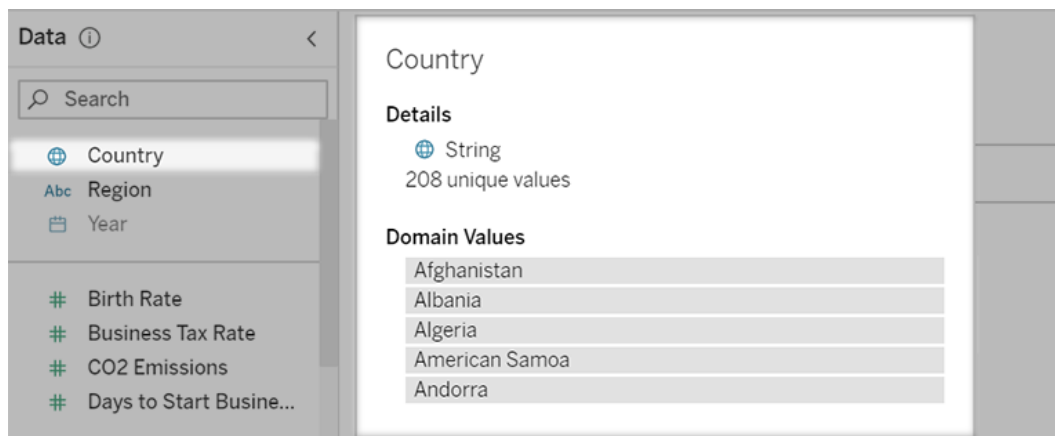 Data
Search
Country
Abc Region
Year
Birth Rate
Business Tax Rate
CO2 Emissions
Days to Start Busine...
Country
Details
String
208 unique values
Domain Values
Afghanistan
Albania
Algeria
American Samoa
Andorra